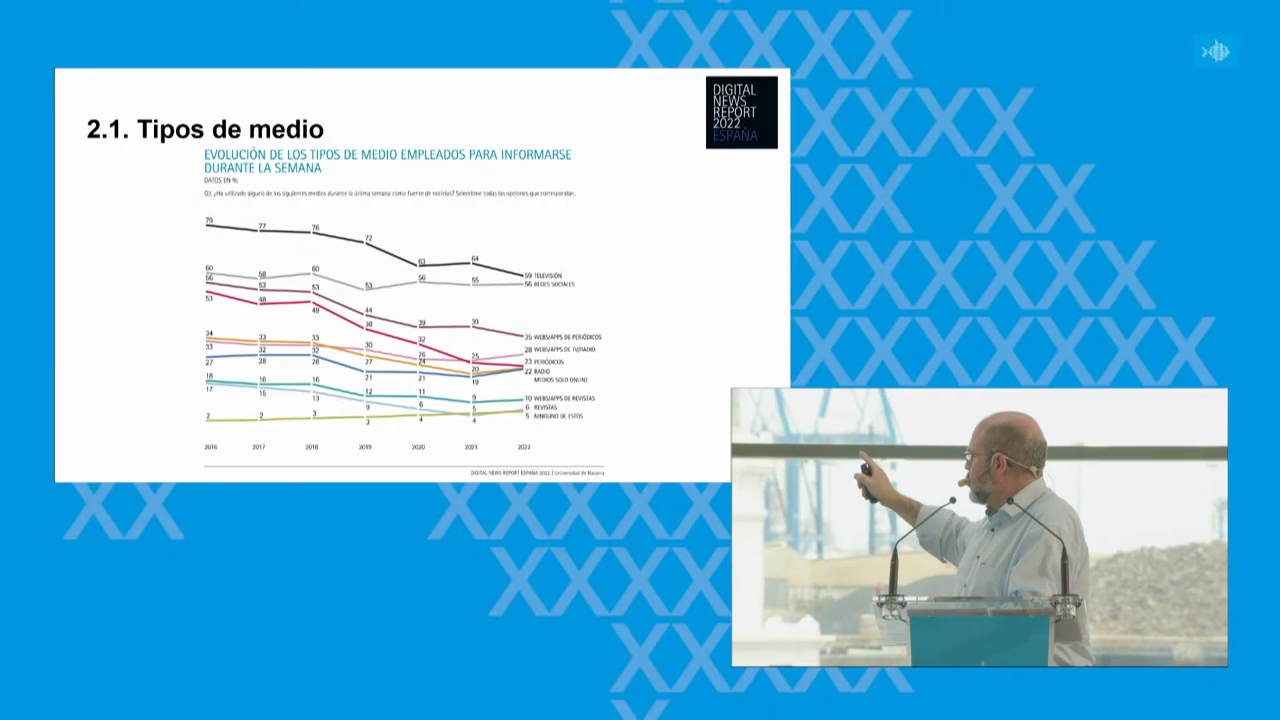 DIGITAL
NEWS
REPORT
2022
ESPAÑA
2.1. Tipos de medio
EVOLUCIÓN DE LOS TIPOS DE MEDIO EMPLEADOS PARA INFORMARSE
DURANTE LA SEMANA
DATOS EN %
Q3. ¿Ha utilizado alguno de los siguientes medios durante la última semana como fuente de noticias? Seleccione todas las opciones que correspondan.
79 77 76 72 63 64 59 TELEVISIÓN
60 58 60 53 56 55 56 REDES SOCIALES
56 53 53 44 39 39 35 WEBS/APPS DE PERIÓDICOS
53 48 49 38 32 25 28 WEBS/APPS DE TV/RADIO
34 33 33 30 26 23 PERIÓDICOS
33 32 32 27 24 20 22 RADIO
27 28 28 21 21 19 MEDIOS SOLO ONLINE
18 16 16 12 11 9 10 WEBS/APPS DE REVISTAS
17 15 13 9 6 5 6 REVISTAS
2 2 3 3 4 4 5 NINGUNO DE ESTOS
2016 2017 2018 2019 2020 2021 2022
DIGITAL NEWS REPORT ESPAÑA 2022 | Universidad de Navarra